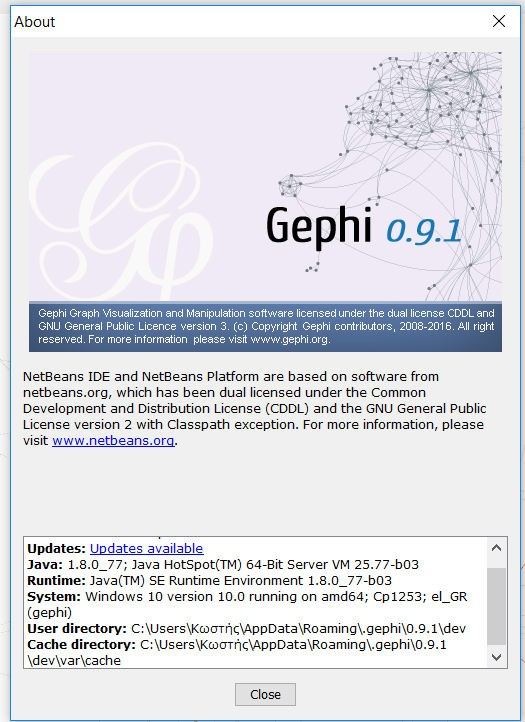 About
Gephi 0.9.1
Gephi Graph Visualization and Manipulation software licensed under the dual license CDDL and
GNU General Public Licence version 3. (c) Copyright Gephi contributors, 2008-2016. All right
reserved. For more information please visit www.gephi.org.
NetBeans IDE and NetBeans Platform are based on software from
netbeans.org, which has been dual licensed under the Common
Development and Distribution License (CDDL) and the GNU General Public
License version 2 with Classpath exception. For more information, please
visit www.netbeans.org.
Updates: Updates available
Java: 1.8.0_77; Java HotSpot(TM) 64-Bit Server VM 25.77-b03
Runtime: Java(TM) SE Runtime Environment 1.8.0_77-b03
System: Windows 10 version 10.0 running on amd64; Cp1253; el_GR
(gephi)
User directory: C:\Users\Κωστής\AppData\Roaming\.gephi\0.9.1\dev
Cache directory: C:\Users\Κωστής\AppData\Roaming\.gephi\0.9.1
\dev\var\cache
Close